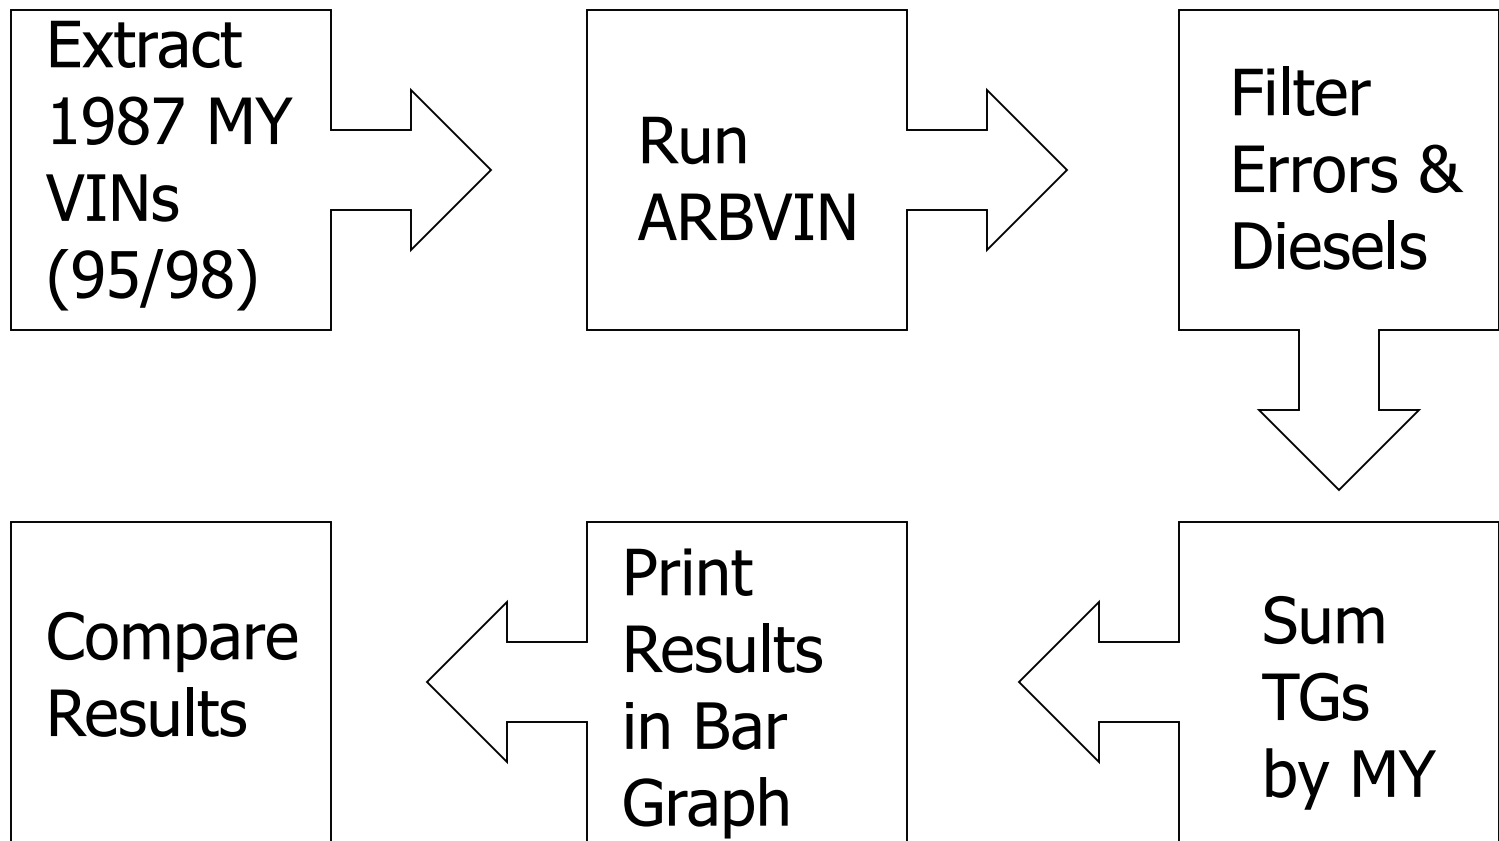 Extract
1987 MY
VINs
(95/98)
Run
ARBVIN
Filter
Errors &
Diesels
Sum
TGs
by MY
Print
Results
in Bar
Graph
Compare
Results